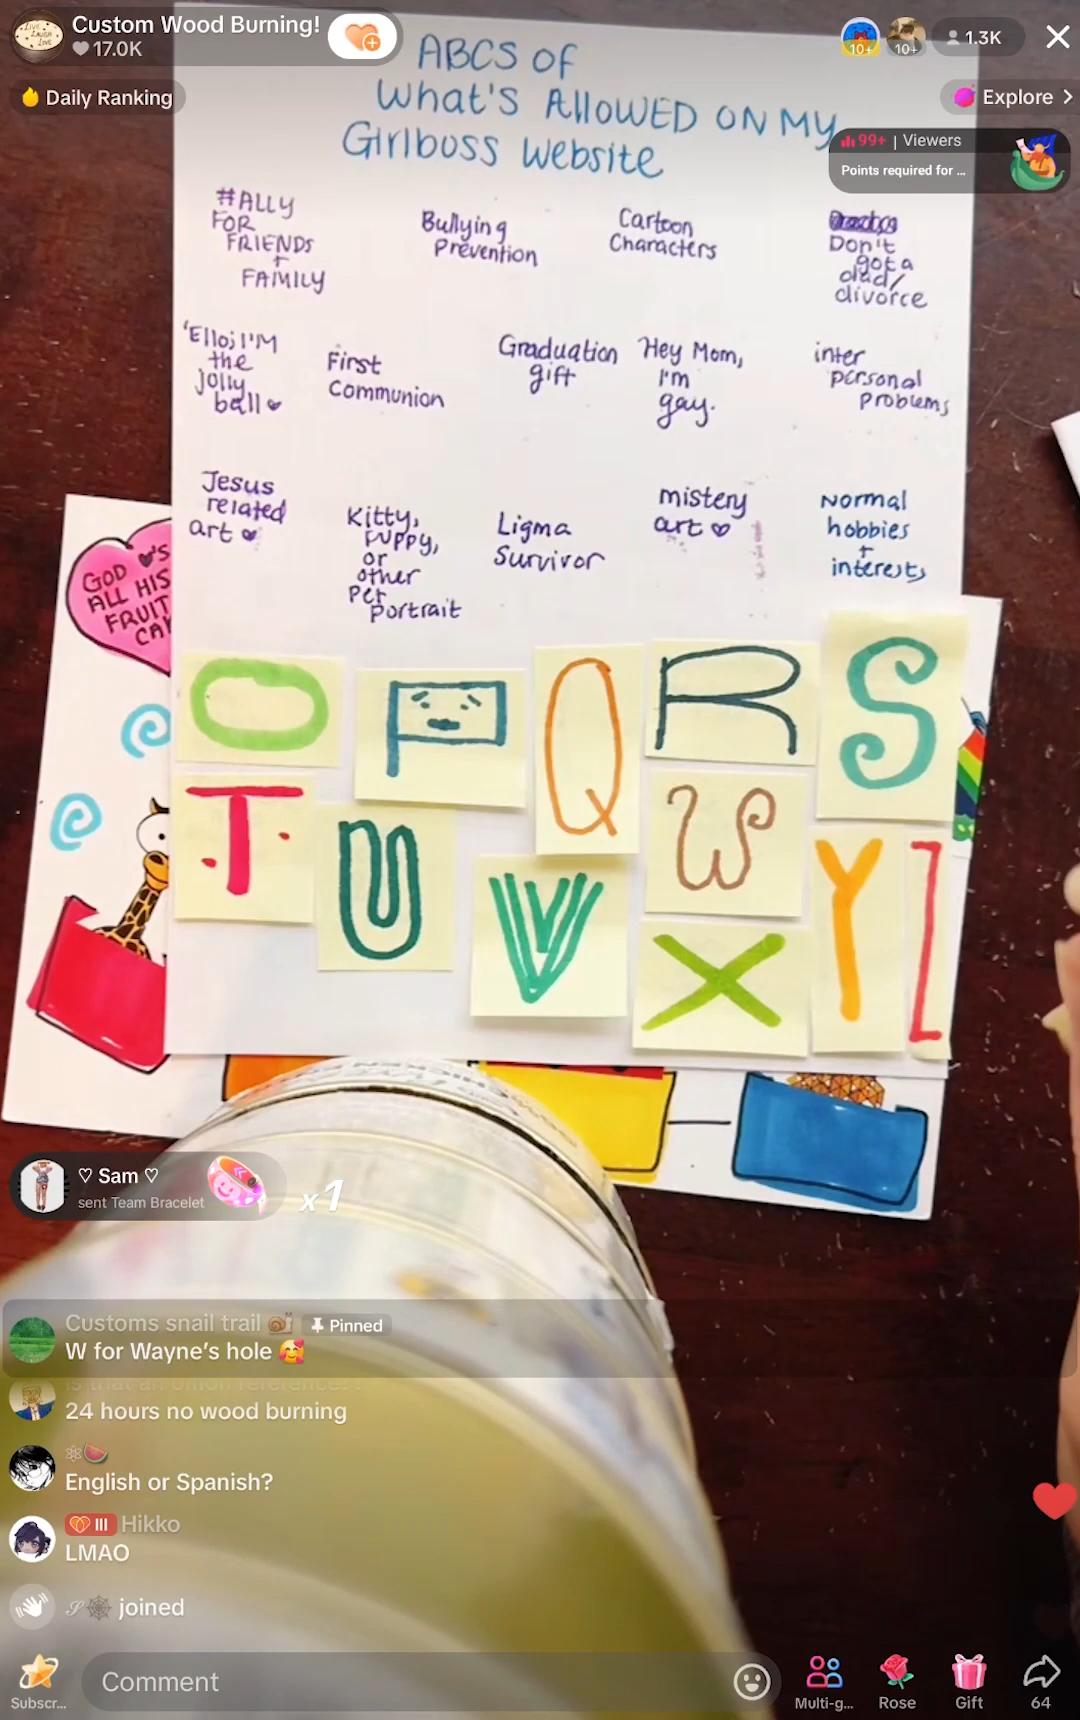 Custom Wood Burning!
17.0K
10+
10+
1.3K
Daily Ranking
Explore
99+ | Viewers
Points required for ...
ABCS of
What's AllOWED ON MY
Girlboss Website
#ALLY
FOR
FRIENDS
+
FAMILY
Bullying
Prevention
Cartoon
Characters
Don't
got a
dad/
divorce
'Ello; I'M
the
jolly
ball
First
Communion
Graduation
gift
Hey Mom,
I'm
gay.
inter
personal
problems
Jesus
related
art
Kitty,
Puppy,
or
other
Pet
portrait
Ligma
Survivor
mistery
art
Normal
hobbies
+
interests
GOD ♥'S
ALL HIS
FRUIT
CA
O P Q R S
T U V W X Y
♡ Sam ♡
sent Team Bracelet
x1
Customs snail trail
Pinned
W for Wayne's hole
24 hours no wood burning
English or Spanish?
III Hikko
LMAO
joined
Subscr...
Comment
Multi-g...
Rose
Gift
64